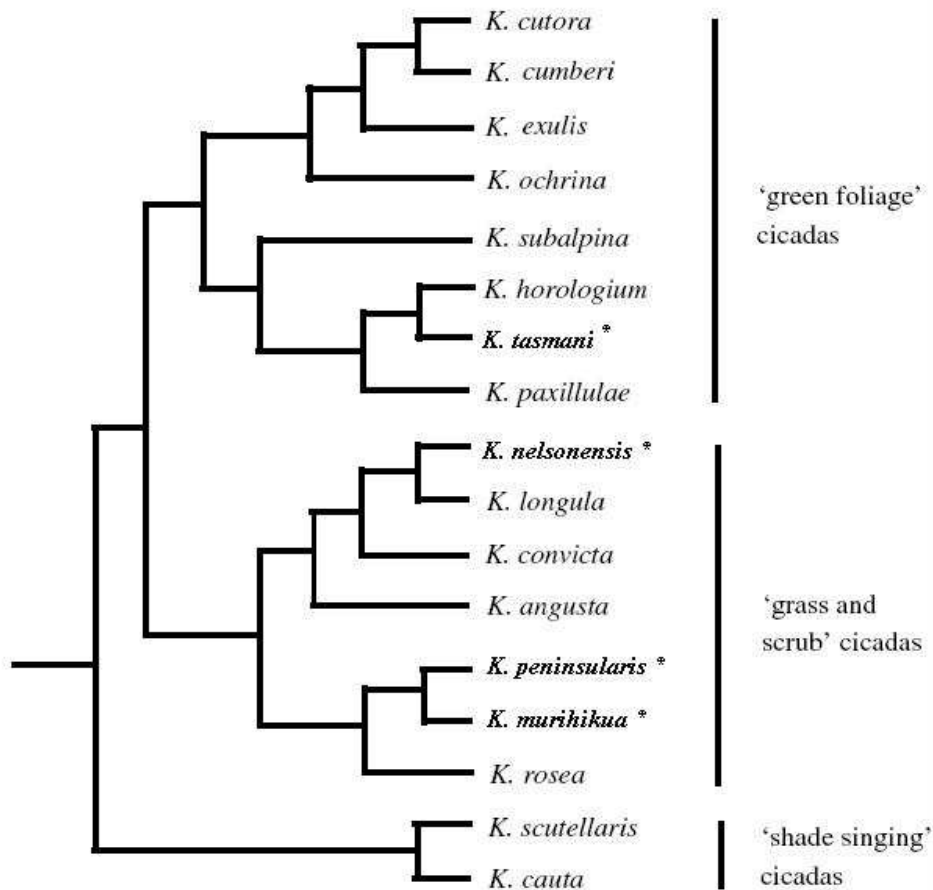 K. cutora
K. cumberi
K. exulis
K. ochrina
K. subalpina
K. horologium
K. tasmani *
K. paxillulae
‘green foliage’
cicadas
K. nelsonensis *
K. longula
K. convicta
K. angusta
K. peninsularis *
K. murihikua *
K. rosea
‘grass and
scrub’ cicadas
K. scutellaris
K. cauta
‘shade singing’
cicadas